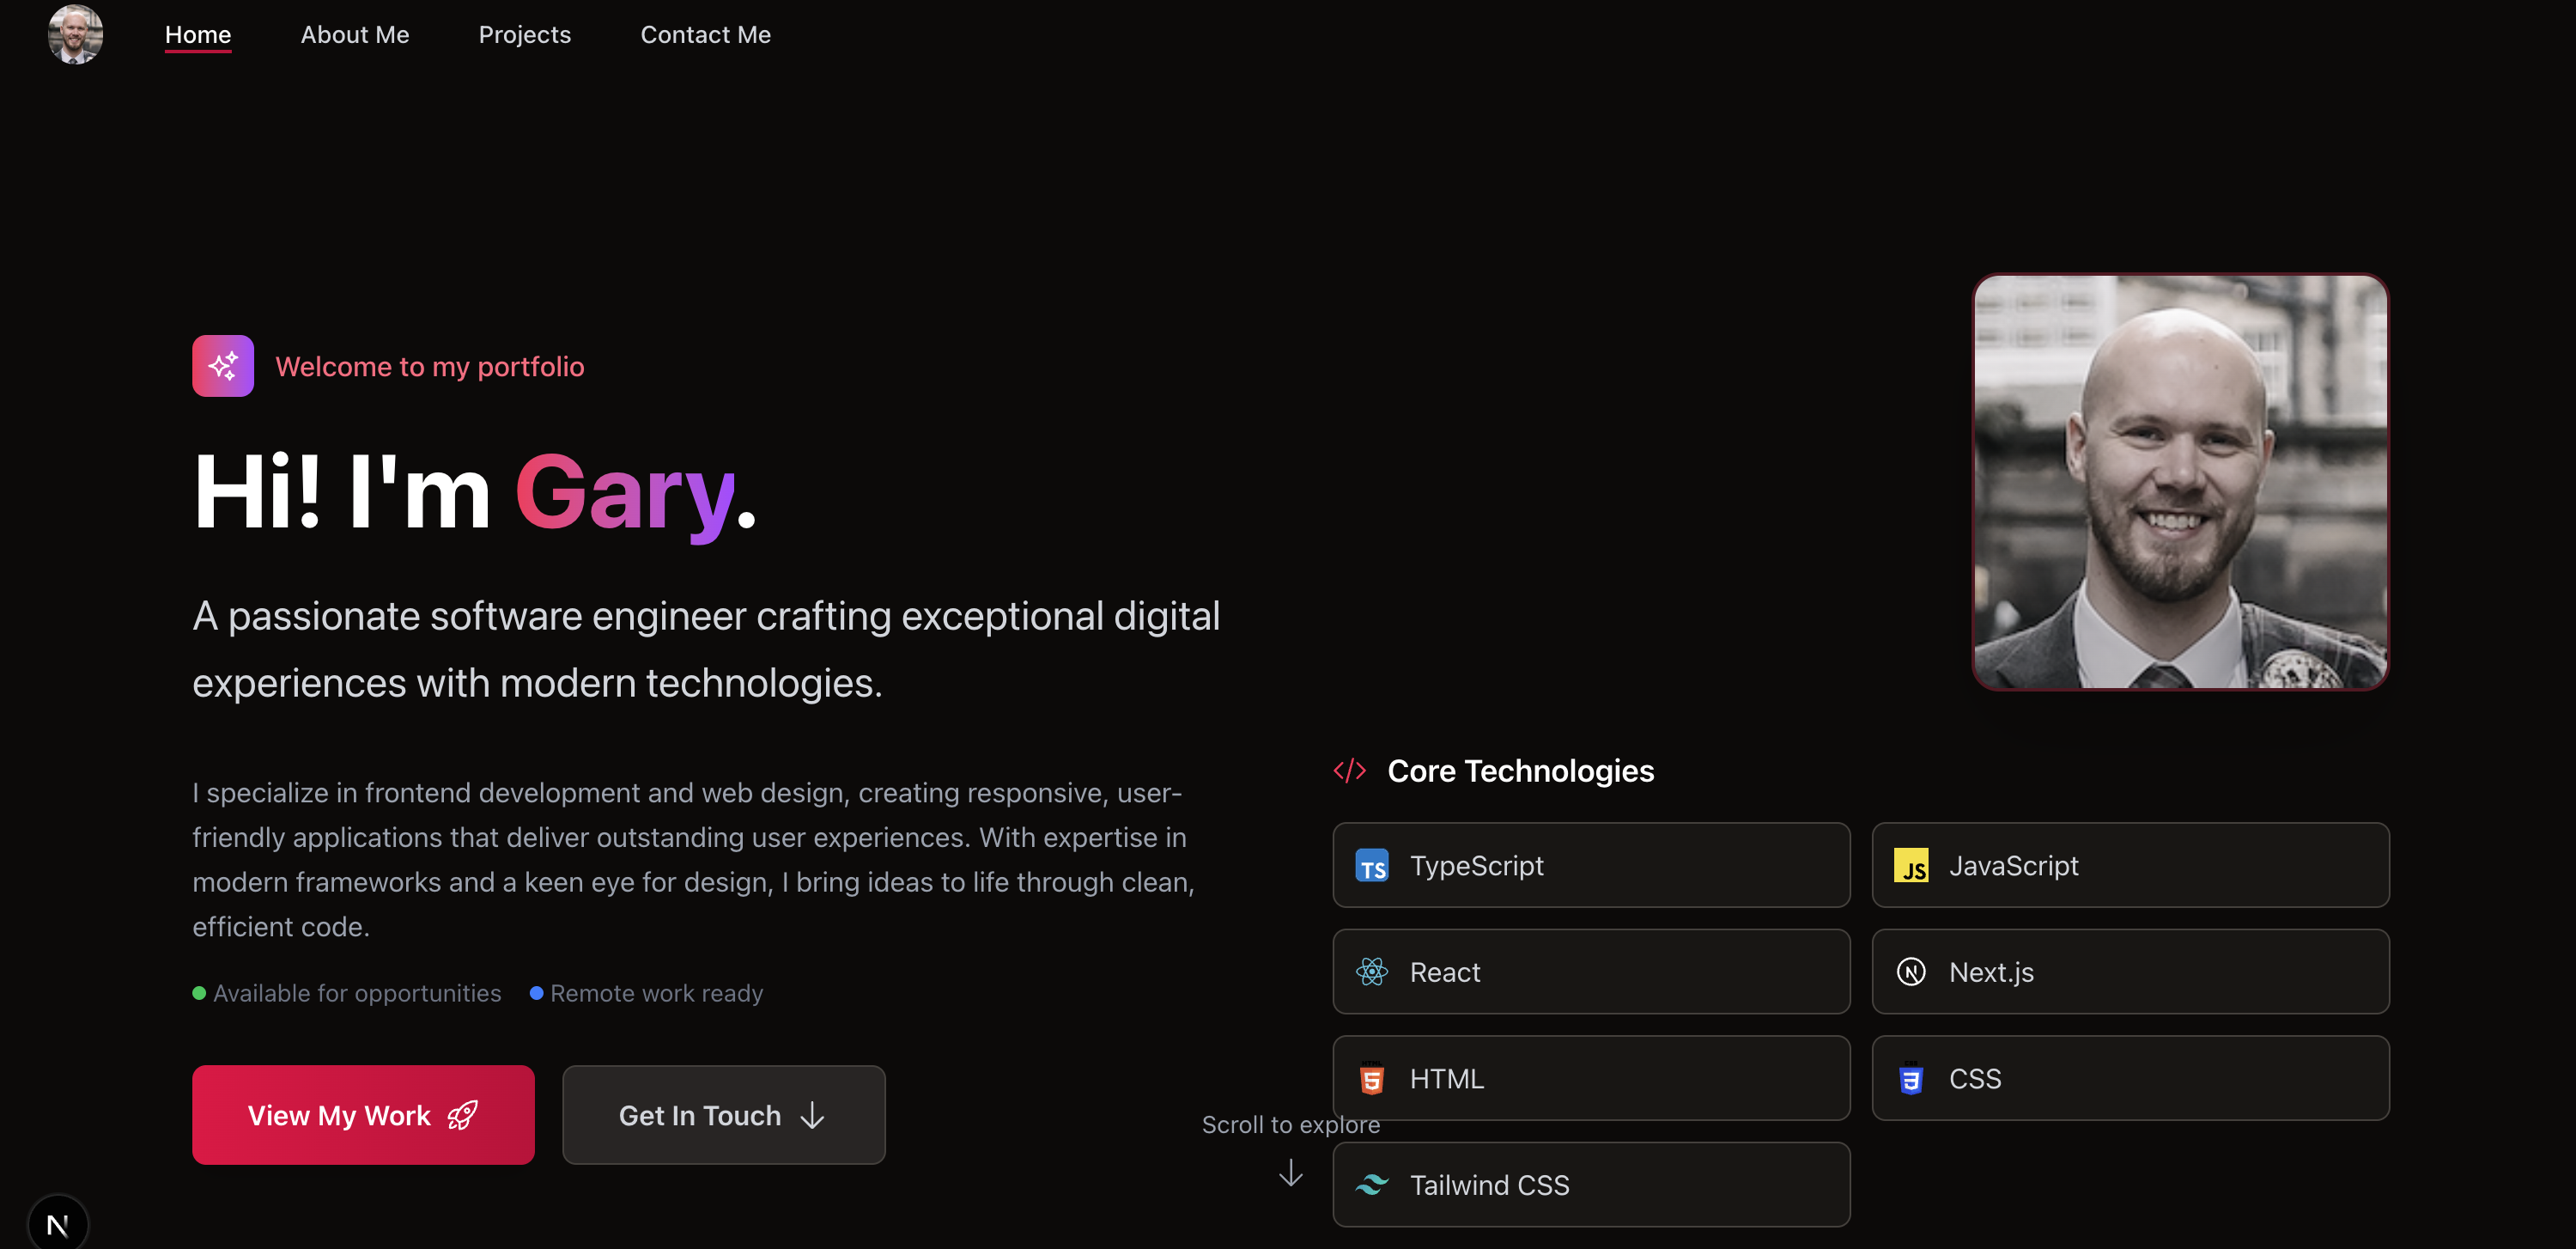 Home
About Me
Projects
Contact Me
Welcome to my portfolio
Hi! I'm Gary.
A passionate software engineer crafting exceptional digital
experiences with modern technologies.
I specialize in frontend development and web design, creating responsive, user-
friendly applications that deliver outstanding user experiences. With expertise in
modern frameworks and a keen eye for design, I bring ideas to life through clean,
efficient code.
Available for opportunities
Remote work ready
View My Work
Get In Touch
Scroll to explore
Core Technologies
TS TypeScript
JS JavaScript
React
N Next.js
5 HTML
3 CSS
Tailwind CSS
N